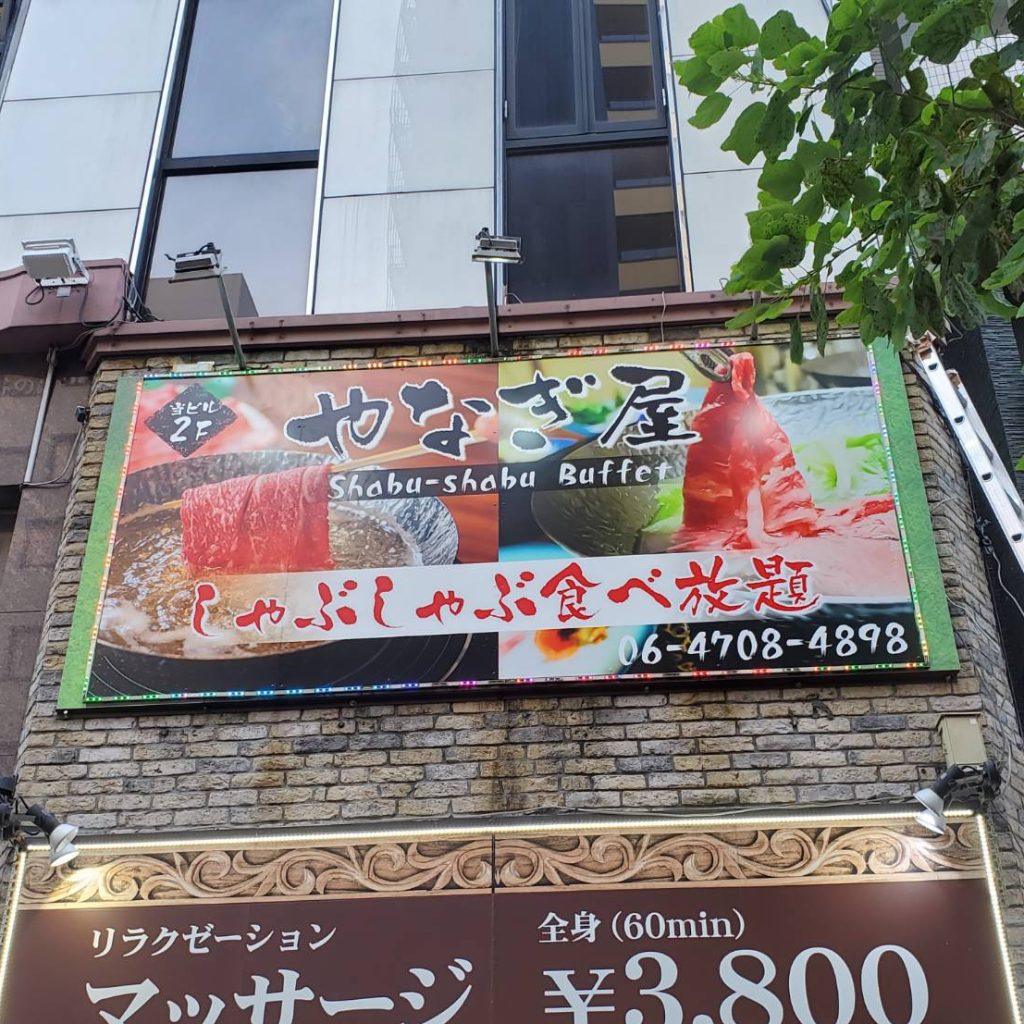 当ビル
2F
やなぎ屋
Shabu-shabu Buffet
しゃぶしゃぶ食べ放題
06-4708-4898
リラクゼーション
マッサージ
全身(60min)
¥3,800